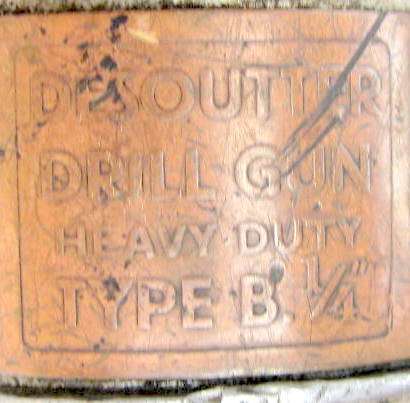 DESOUTTER
DRILL GUN
HEAVY DUTY
TYPE B. 1/4"